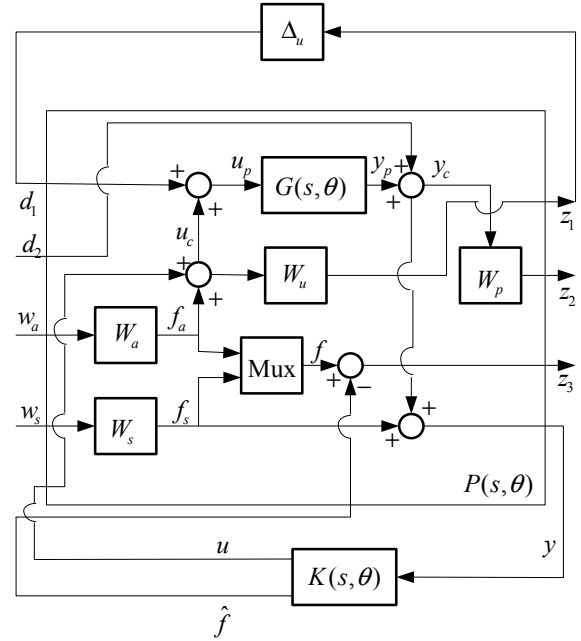 Δ_u
u_p
y_p
+
y_c
+
+
G(s,θ)
+
d_1
z_1
u_c
d_2
+
W_u
W_p
+
z_2
w_a
W_a
f_a
f
Mux
+
−
z_3
w_s
W_s
f_s
+
+
P(s,θ)
u
y
K(s,θ)
f̂